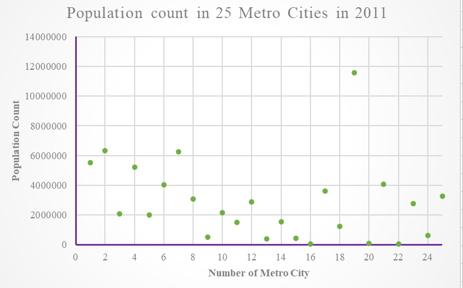 Population count in 25 Metro Cities in 2011
14000000
12000000
10000000
8000000
6000000
4000000
2000000
0
0 2 4 6 8 10 12 14 16 18 20 22 24
Population Count
Number of Metro City